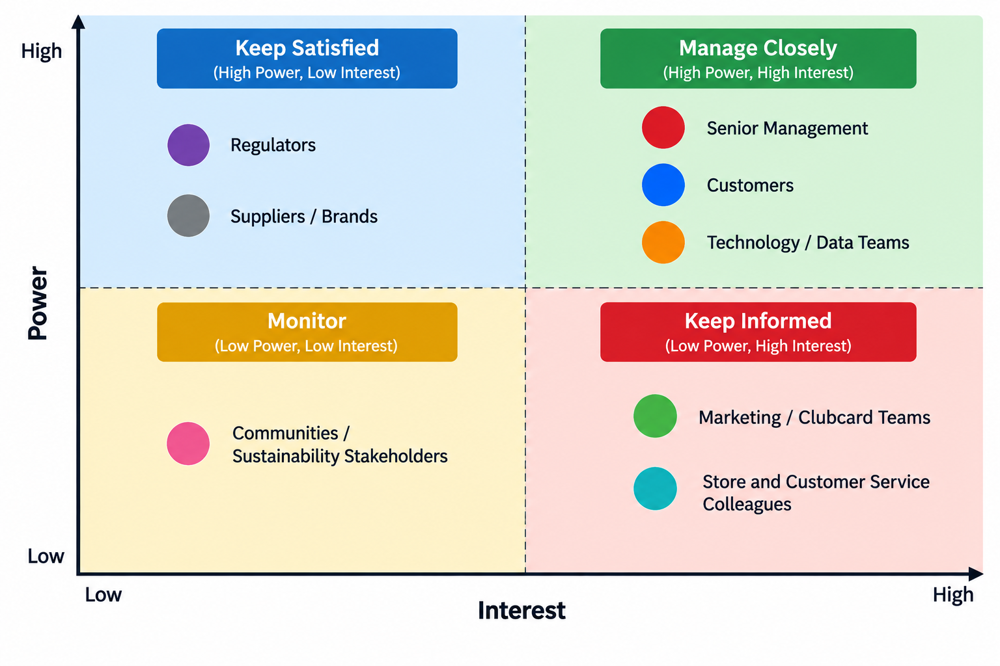 High
Keep Satisfied
(High Power, Low Interest)
Regulators
Suppliers / Brands
Manage Closely
(High Power, High Interest)
Senior Management
Customers
Technology / Data Teams
Power
Monitor
(Low Power, Low Interest)
Communities /
Sustainability Stakeholders
Keep Informed
(Low Power, High Interest)
Marketing / Clubcard Teams
Store and Customer Service
Colleagues
Low
Low
Interest
High